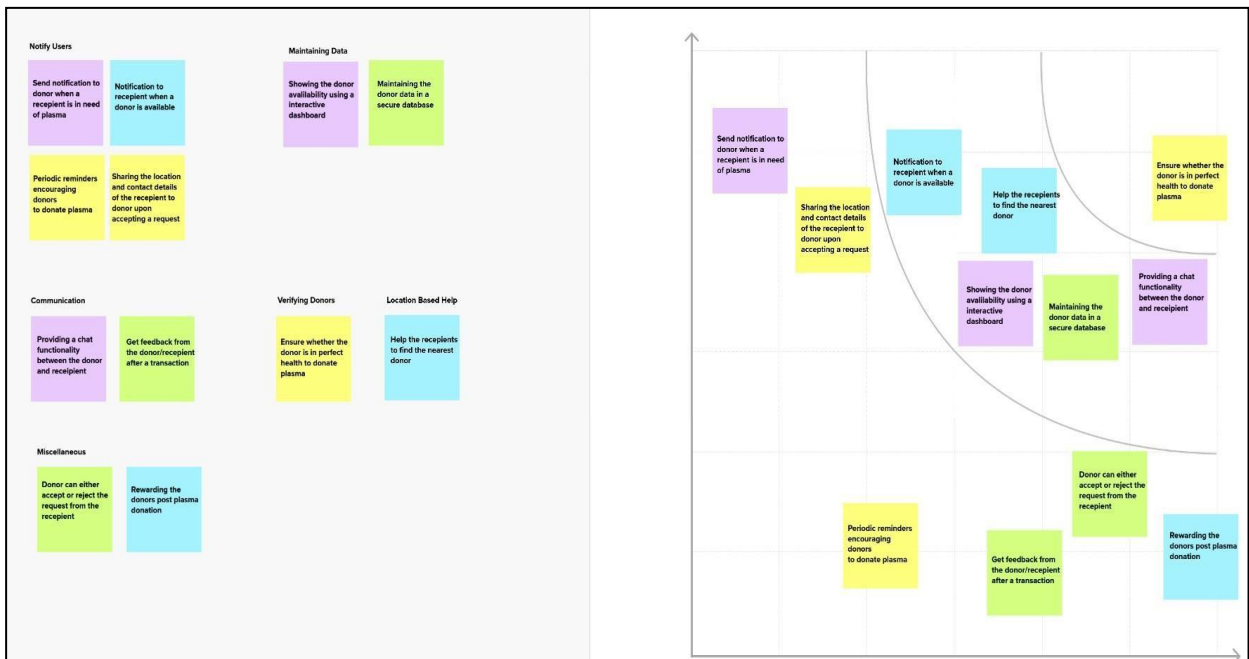 Notify Users
Send notification to
donor when a
recepient is in need
of plasma
Notification to
recepient when a
donor is available
Periodic reminders
encouraging
donors
to donate plasma
Sharing the location
and contact details
of the recepient to
donor upon
accepting a request
Maintaining Data
Showing the donor
availiability using a
interactive
dashboard
Maintaining the
donor data in a
secure database
Communication
Providing a chat
functionality
between the donor
and receipient
Get feedback from
the donor/recepient
after a transaction
Verifying Donors
Ensure whether the
donor is in perfect
health to donate
plasma
Location Based Help
Help the recepients
to find the nearest
donor
Miscellaneous
Donor can either
accept or reject the
request from the
recepient
Rewarding the
donors post plasma
donation
Send notification to
donor when a
recepient is in need
of plasma
Sharing the location
and contact details
of the recepient to
donor upon
accepting a request
Notification to
recepient when a
donor is available
Help the recepients
to find the nearest
donor
Ensure whether the
donor is in perfect
health to donate
plasma
Showing the donor
availiability using a
interactive
dashboard
Maintaining the
donor data in a
secure database
Providing a chat
functionality
between the donor
and receipient
Periodic reminders
encouraging
donors
to donate plasma
Get feedback from
the donor/recepient
after a transaction
Donor can either
accept or reject the
request from the
recepient
Rewarding the
donors post plasma
donation